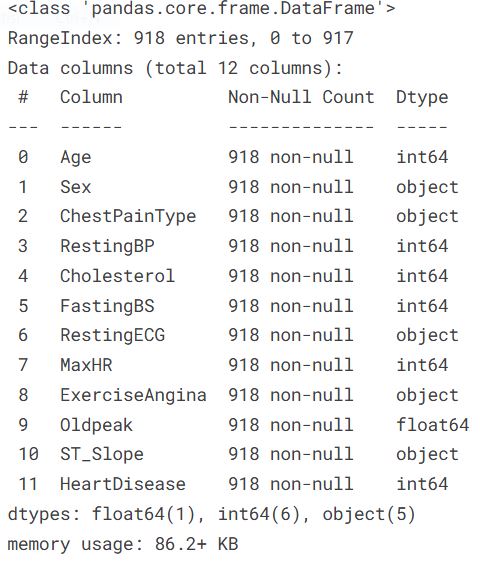 <class 'pandas.core.frame.DataFrame'>
RangeIndex: 918 entries, 0 to 917
Data columns (total 12 columns):
 #   Column          Non-Null Count  Dtype
---  ------          --------------  -----
 0   Age             918 non-null    int64
 1   Sex             918 non-null    object
 2   ChestPainType   918 non-null    object
 3   RestingBP       918 non-null    int64
 4   Cholesterol     918 non-null    int64
 5   FastingBS       918 non-null    int64
 6   RestingECG      918 non-null    object
 7   MaxHR           918 non-null    int64
 8   ExerciseAngina  918 non-null    object
 9   Oldpeak         918 non-null    float64
 10  ST_Slope        918 non-null    object
 11  HeartDisease    918 non-null    int64
dtypes: float64(1), int64(6), object(5)
memory usage: 86.2+ KB